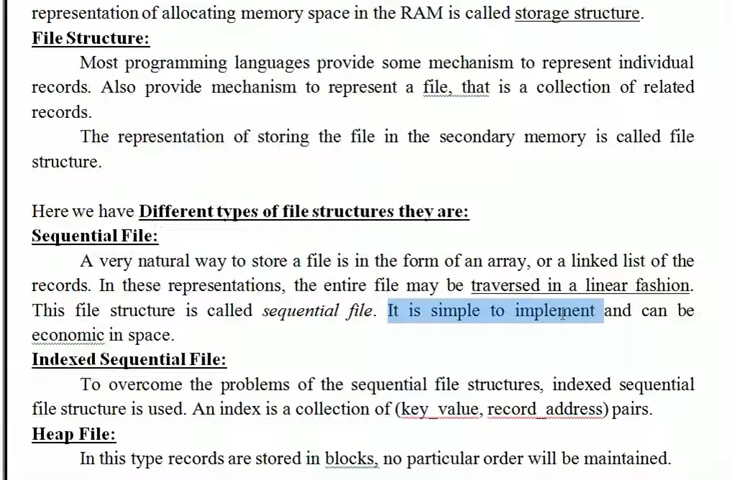 representation of allocating memory space in the RAM is called storage structure.
File Structure:
Most programming languages provide some mechanism to represent individual
records. Also provide mechanism to represent a file, that is a collection of related
records.
The representation of storing the file in the secondary memory is called file
structure.
Here we have Different types of file structures they are:
Sequential File:
A very natural way to store a file is in the form of an array, or a linked list of the
records. In these representations, the entire file may be traversed in a linear fashion.
This file structure is called sequential file. It is simple to implement and can be
economic in space.
Indexed Sequential File:
To overcome the problems of the sequential file structures, indexed sequential
file structure is used. An index is a collection of (key_value, record_address) pairs.
Heap File:
In this type records are stored in blocks, no particular order will be maintained.